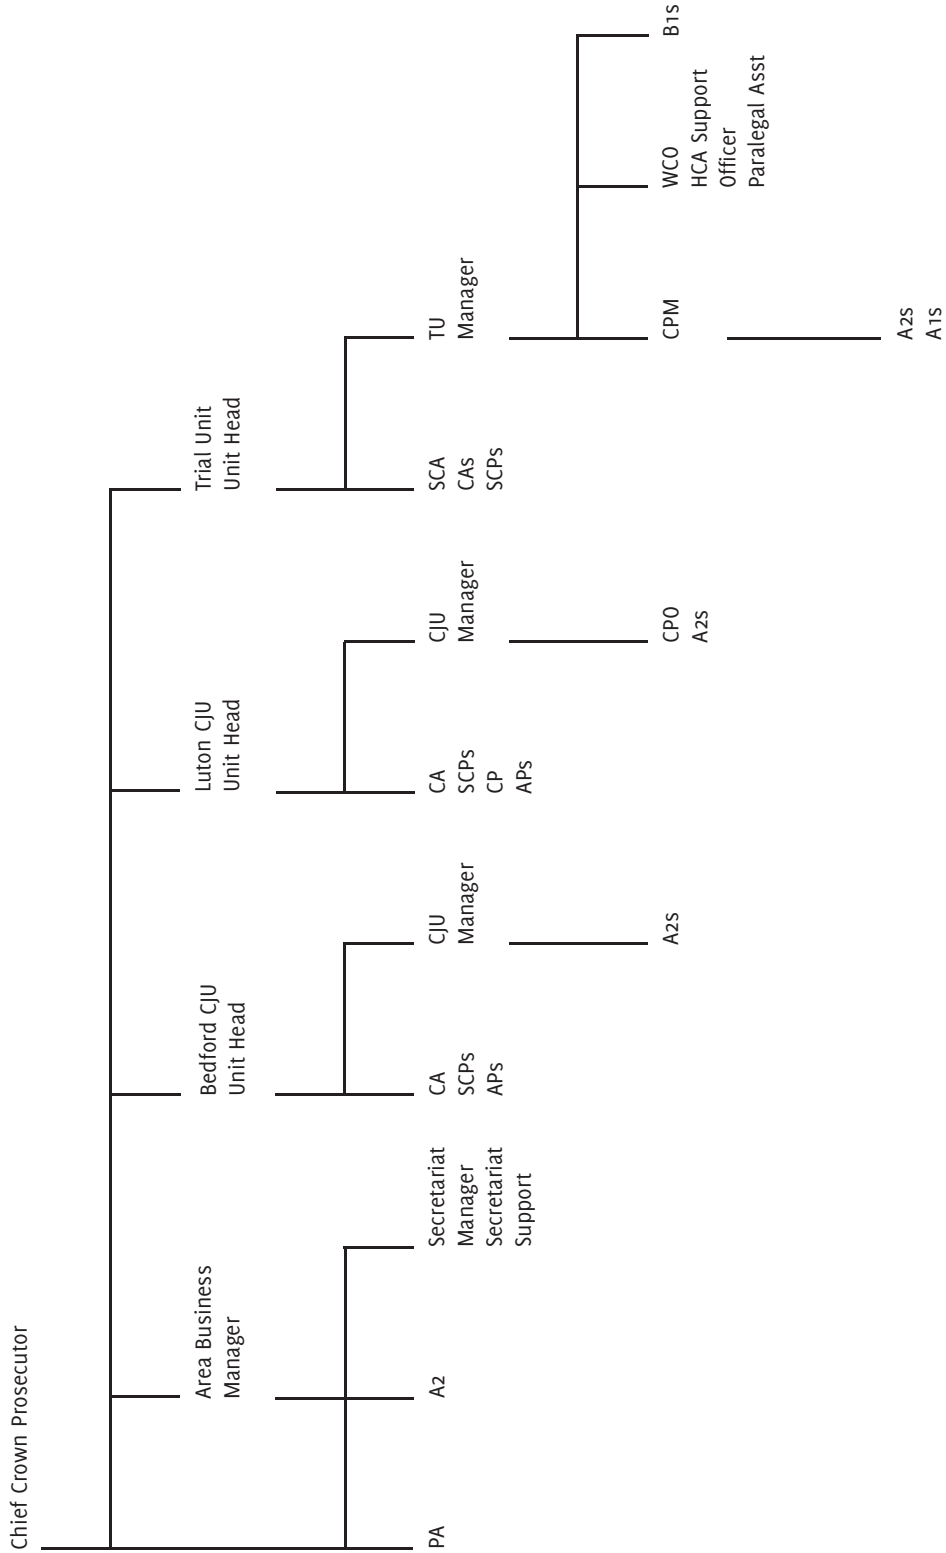 Chief Crown Prosecutor
Area Business
Manager
Bedford CJU
Unit Head
Luton CJU
Unit Head
Trial Unit
Unit Head
PA
A2
Secretariat
Manager
Secretariat
Support
CA
SCPs
APs
CJU
Manager
CA
SCPs
CP
APs
CJU
Manager
SCA
CAs
SCPs
TU
Manager
A2s
CPO
A2s
CPM
WCO
HCA Support
Officer
Paralegal Asst
B1s
A2s
A1s